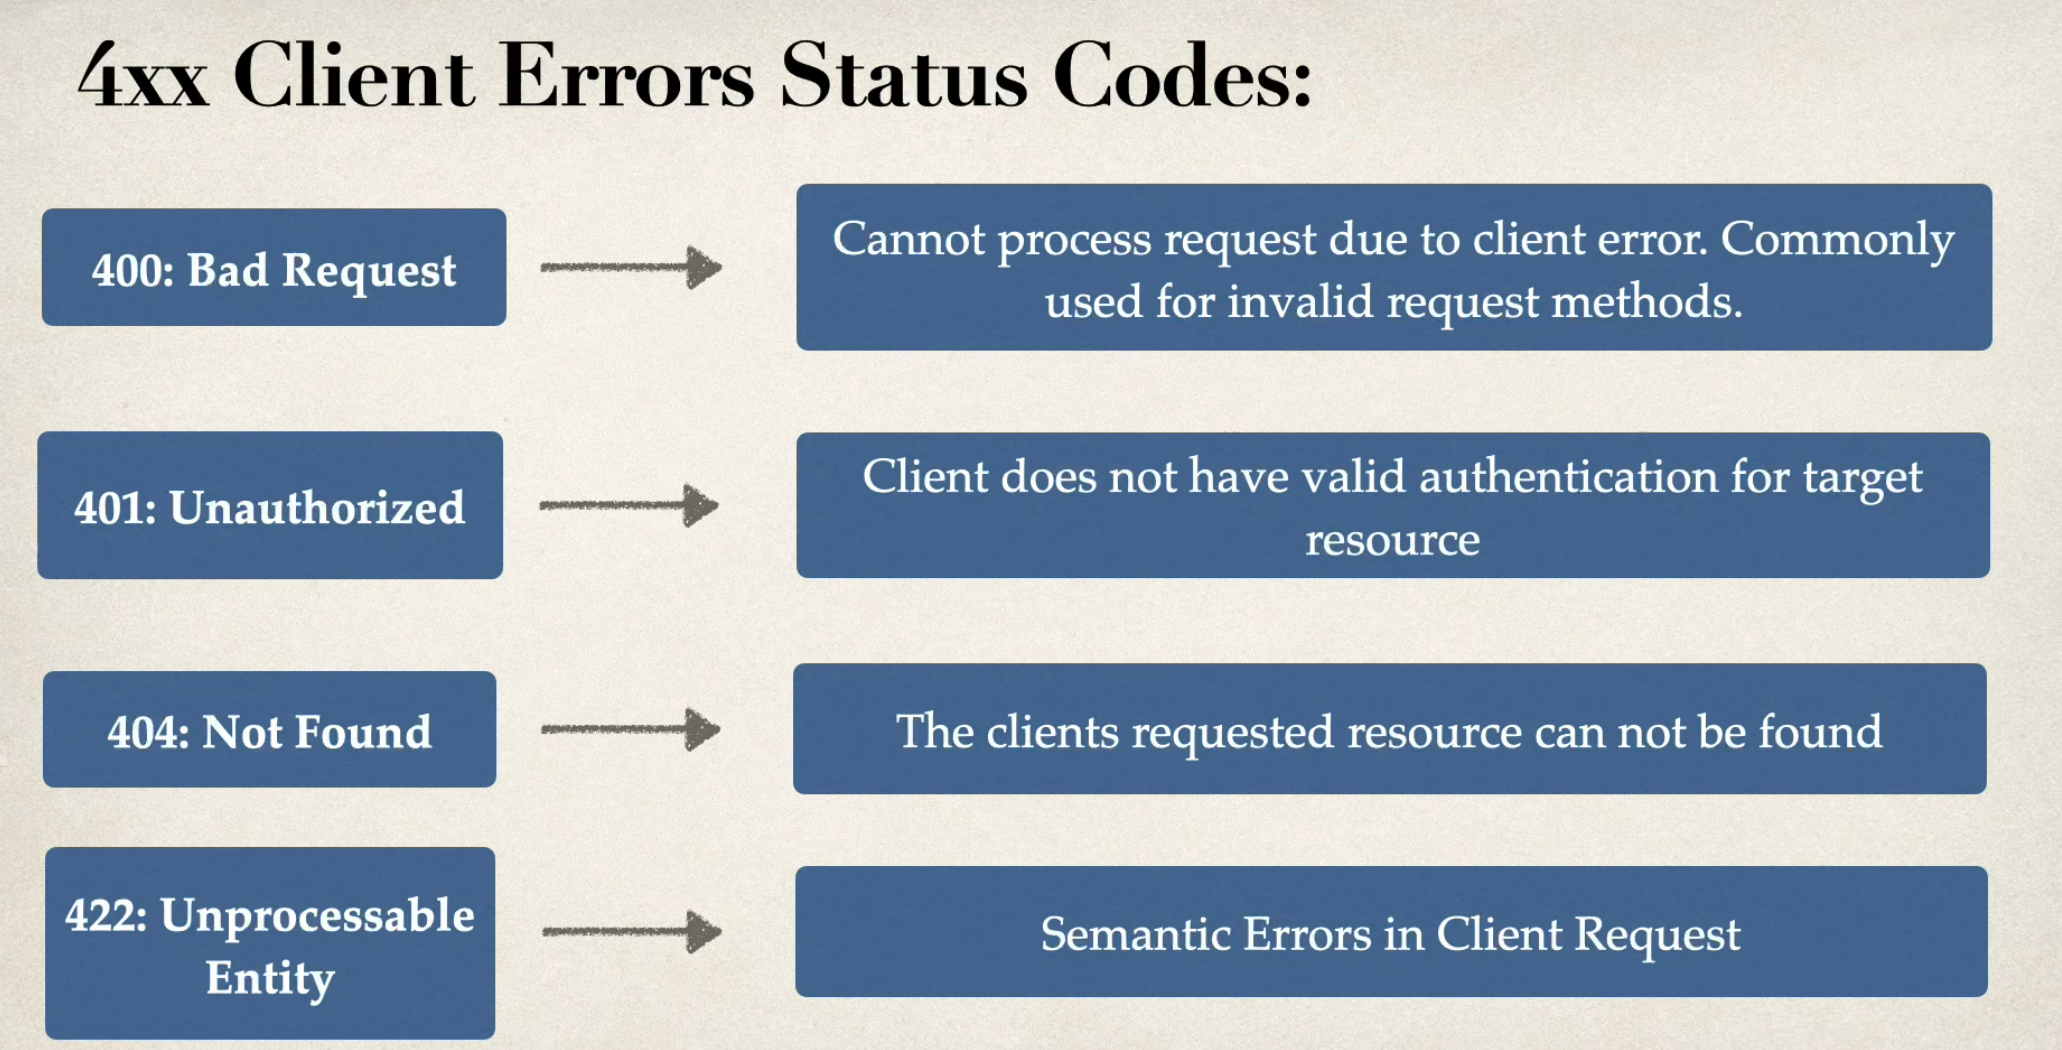 4xx Client Errors Status Codes:
400: Bad Request
Cannot process request due to client error. Commonly
used for invalid request methods.
401: Unauthorized
Client does not have valid authentication for target
resource
404: Not Found
The clients requested resource can not be found
422: Unprocessable
Entity
Semantic Errors in Client Request